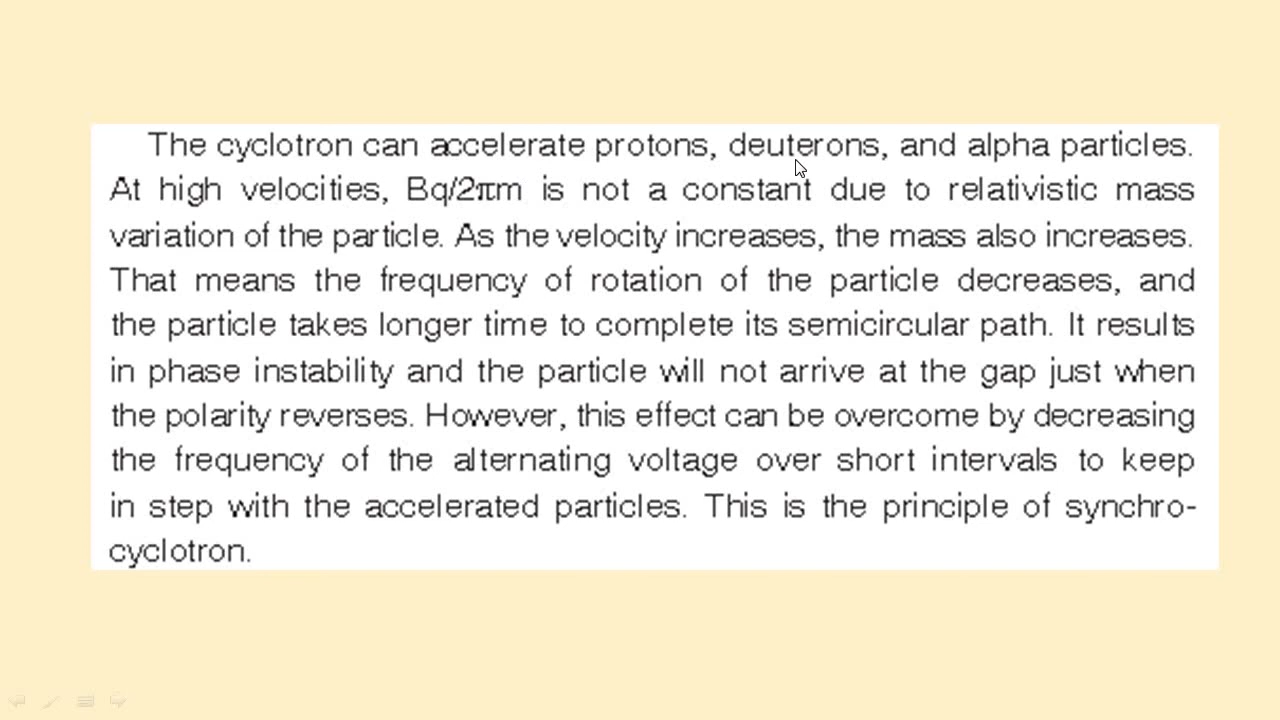 The cyclotron can accelerate protons, deuterons, and alpha particles.
At high velocities, Bq/2πm is not a constant due to relativistic mass
variation of the particle. As the velocity increases, the mass also increases.
That means the frequency of rotation of the particle decreases, and
the particle takes longer time to complete its semicircular path. It results
in phase instability and the particle will not arrive at the gap just when
the polarity reverses. However, this effect can be overcome by decreasing
the frequency of the alternating voltage over short intervals to keep
in step with the accelerated particles. This is the principle of synchro-
cyclotron.